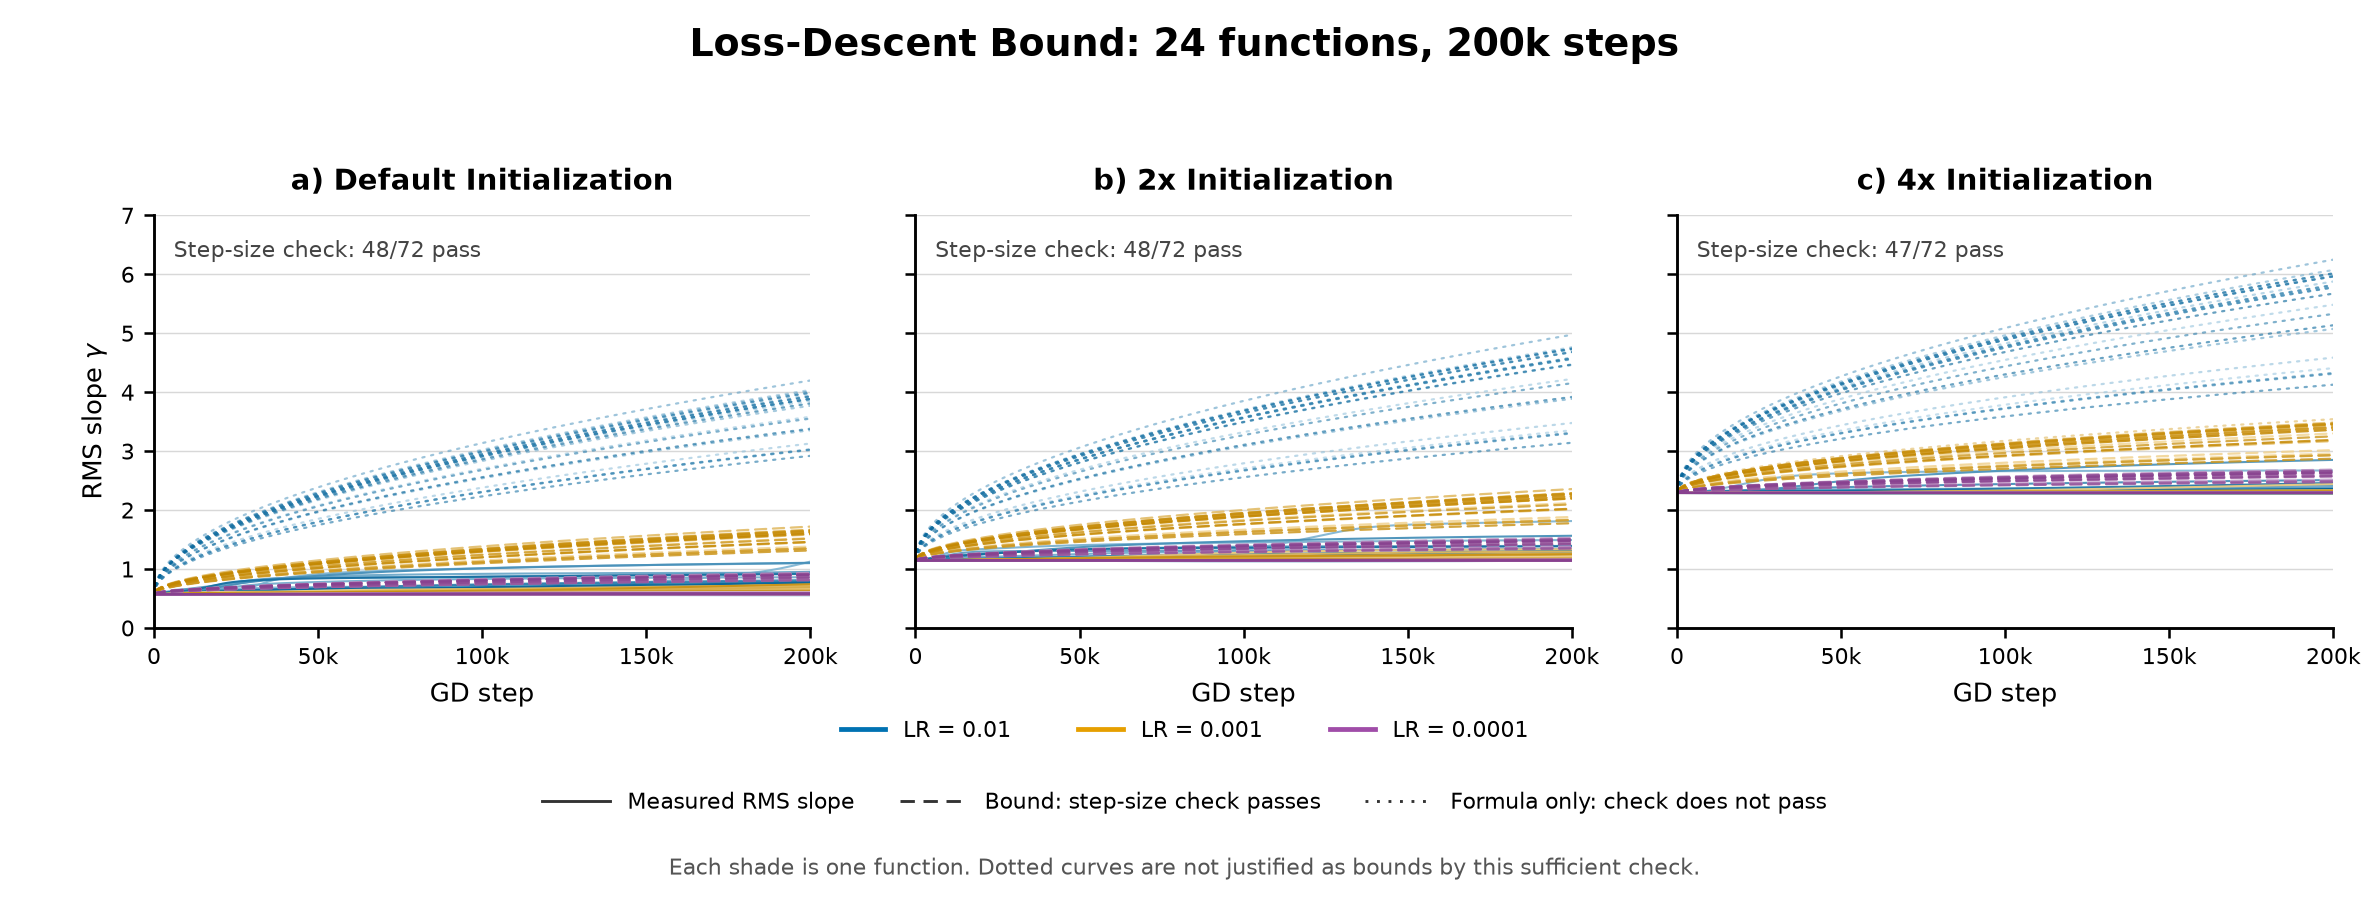 Loss-Descent Bound: 24 functions, 200k steps
a) Default Initialization
b) 2x Initialization
c) 4x Initialization
Step-size check: 48/72 pass
Step-size check: 48/72 pass
Step-size check: 47/72 pass
RMS slope γ
7
6
5
4
3
2
1
0
0 50k 100k 150k 200k
0 50k 100k 150k 200k
0 50k 100k 150k 200k
GD step
GD step
GD step
LR = 0.01
LR = 0.001
LR = 0.0001
Measured RMS slope
Bound: step-size check passes
Formula only: check does not pass
Each shade is one function. Dotted curves are not justified as bounds by this sufficient check.